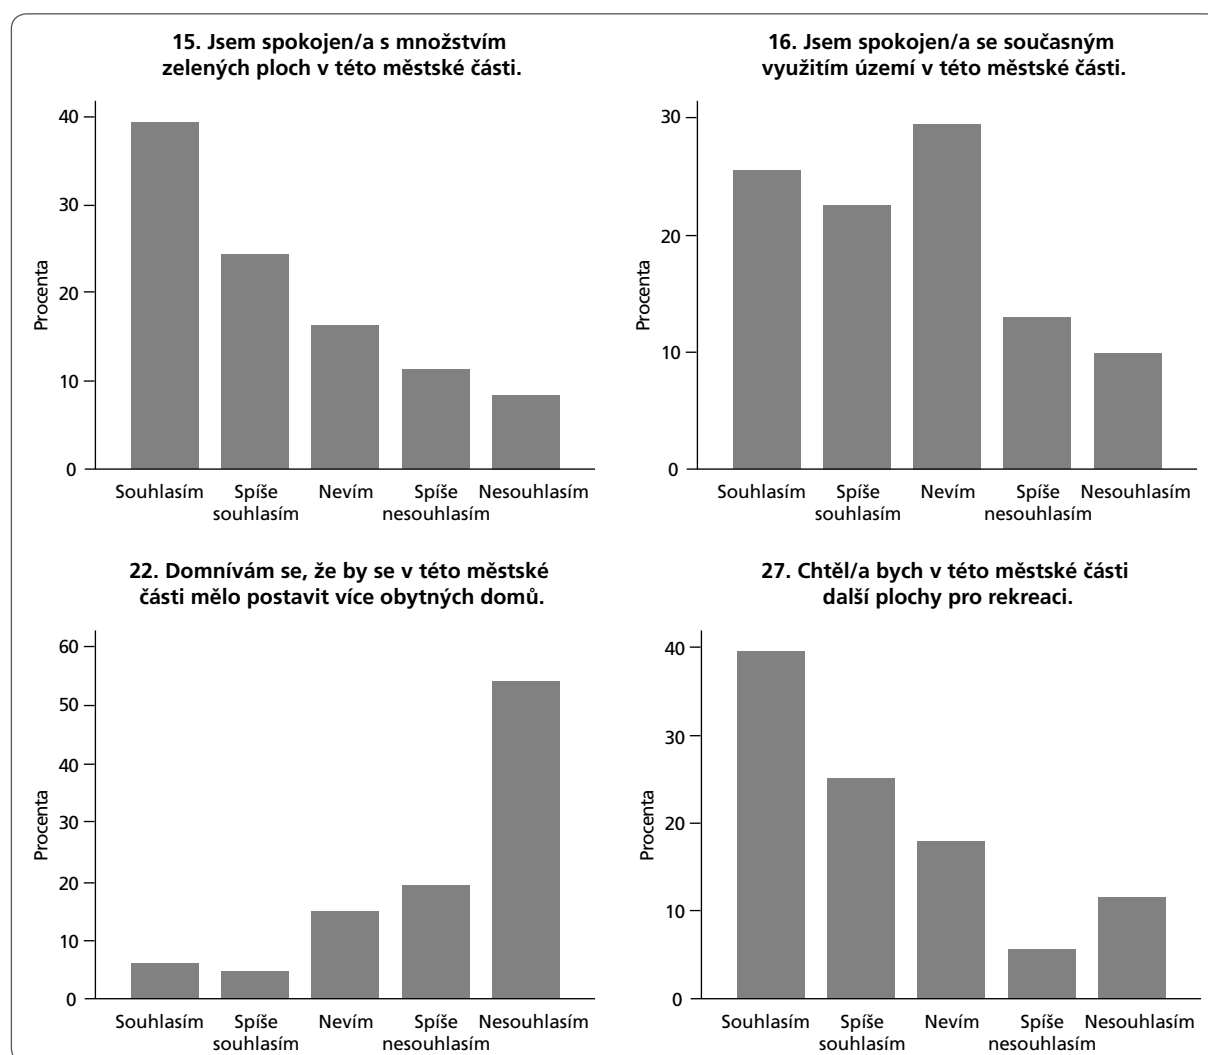 15. Jsem spokojen/a s množstvím
zelených ploch v této městské části.
40
30
20
10
0
Procenta
Souhlasím
Spíše
souhlasím
Nevím
Spíše
nesouhlasím
Nesouhlasím
16. Jsem spokojen/a se současným
využitím území v této městské části.
30
20
10
0
Procenta
Souhlasím
Spíše
souhlasím
Nevím
Spíše
nesouhlasím
Nesouhlasím
22. Domnívám se, že by se v této městské
části mělo postavit více obytných domů.
60
50
40
30
20
10
0
Procenta
Souhlasím
Spíše
souhlasím
Nevím
Spíše
nesouhlasím
Nesouhlasím
27. Chtěl/a bych v této městské části
další plochy pro rekreaci.
40
30
20
10
0
Procenta
Souhlasím
Spíše
souhlasím
Nevím
Spíše
nesouhlasím
Nesouhlasím